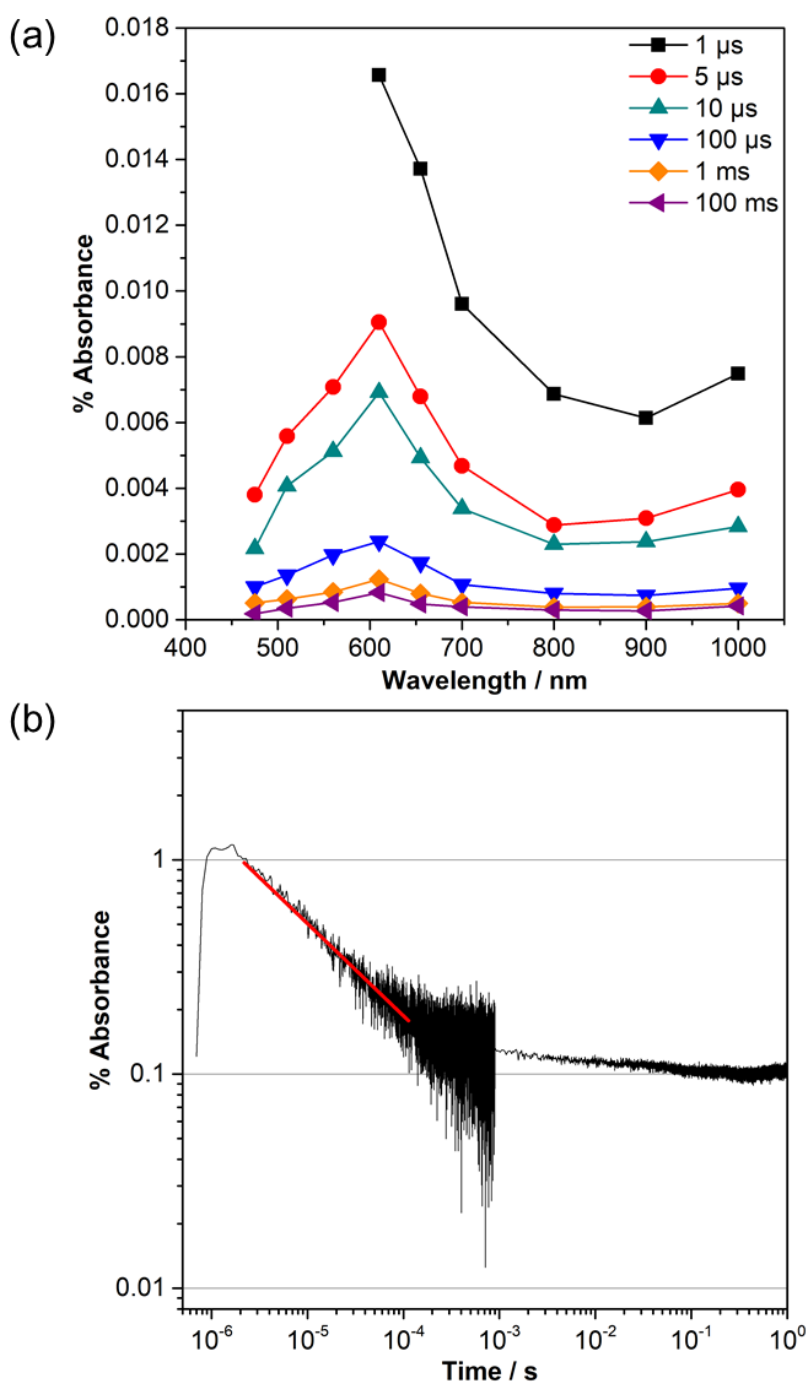 (a)
0.018
0.016
0.014
0.012
0.010
0.008
0.006
0.004
0.002
0.000
% Absorbance
1 µs
5 µs
10 µs
100 µs
1 ms
100 ms
400 500 600 700 800 900 1000
Wavelength / nm
(b)
1
0.1
0.01
% Absorbance
10⁻⁶ 10⁻⁵ 10⁻⁴ 10⁻³ 10⁻² 10⁻¹ 10⁰
Time / s